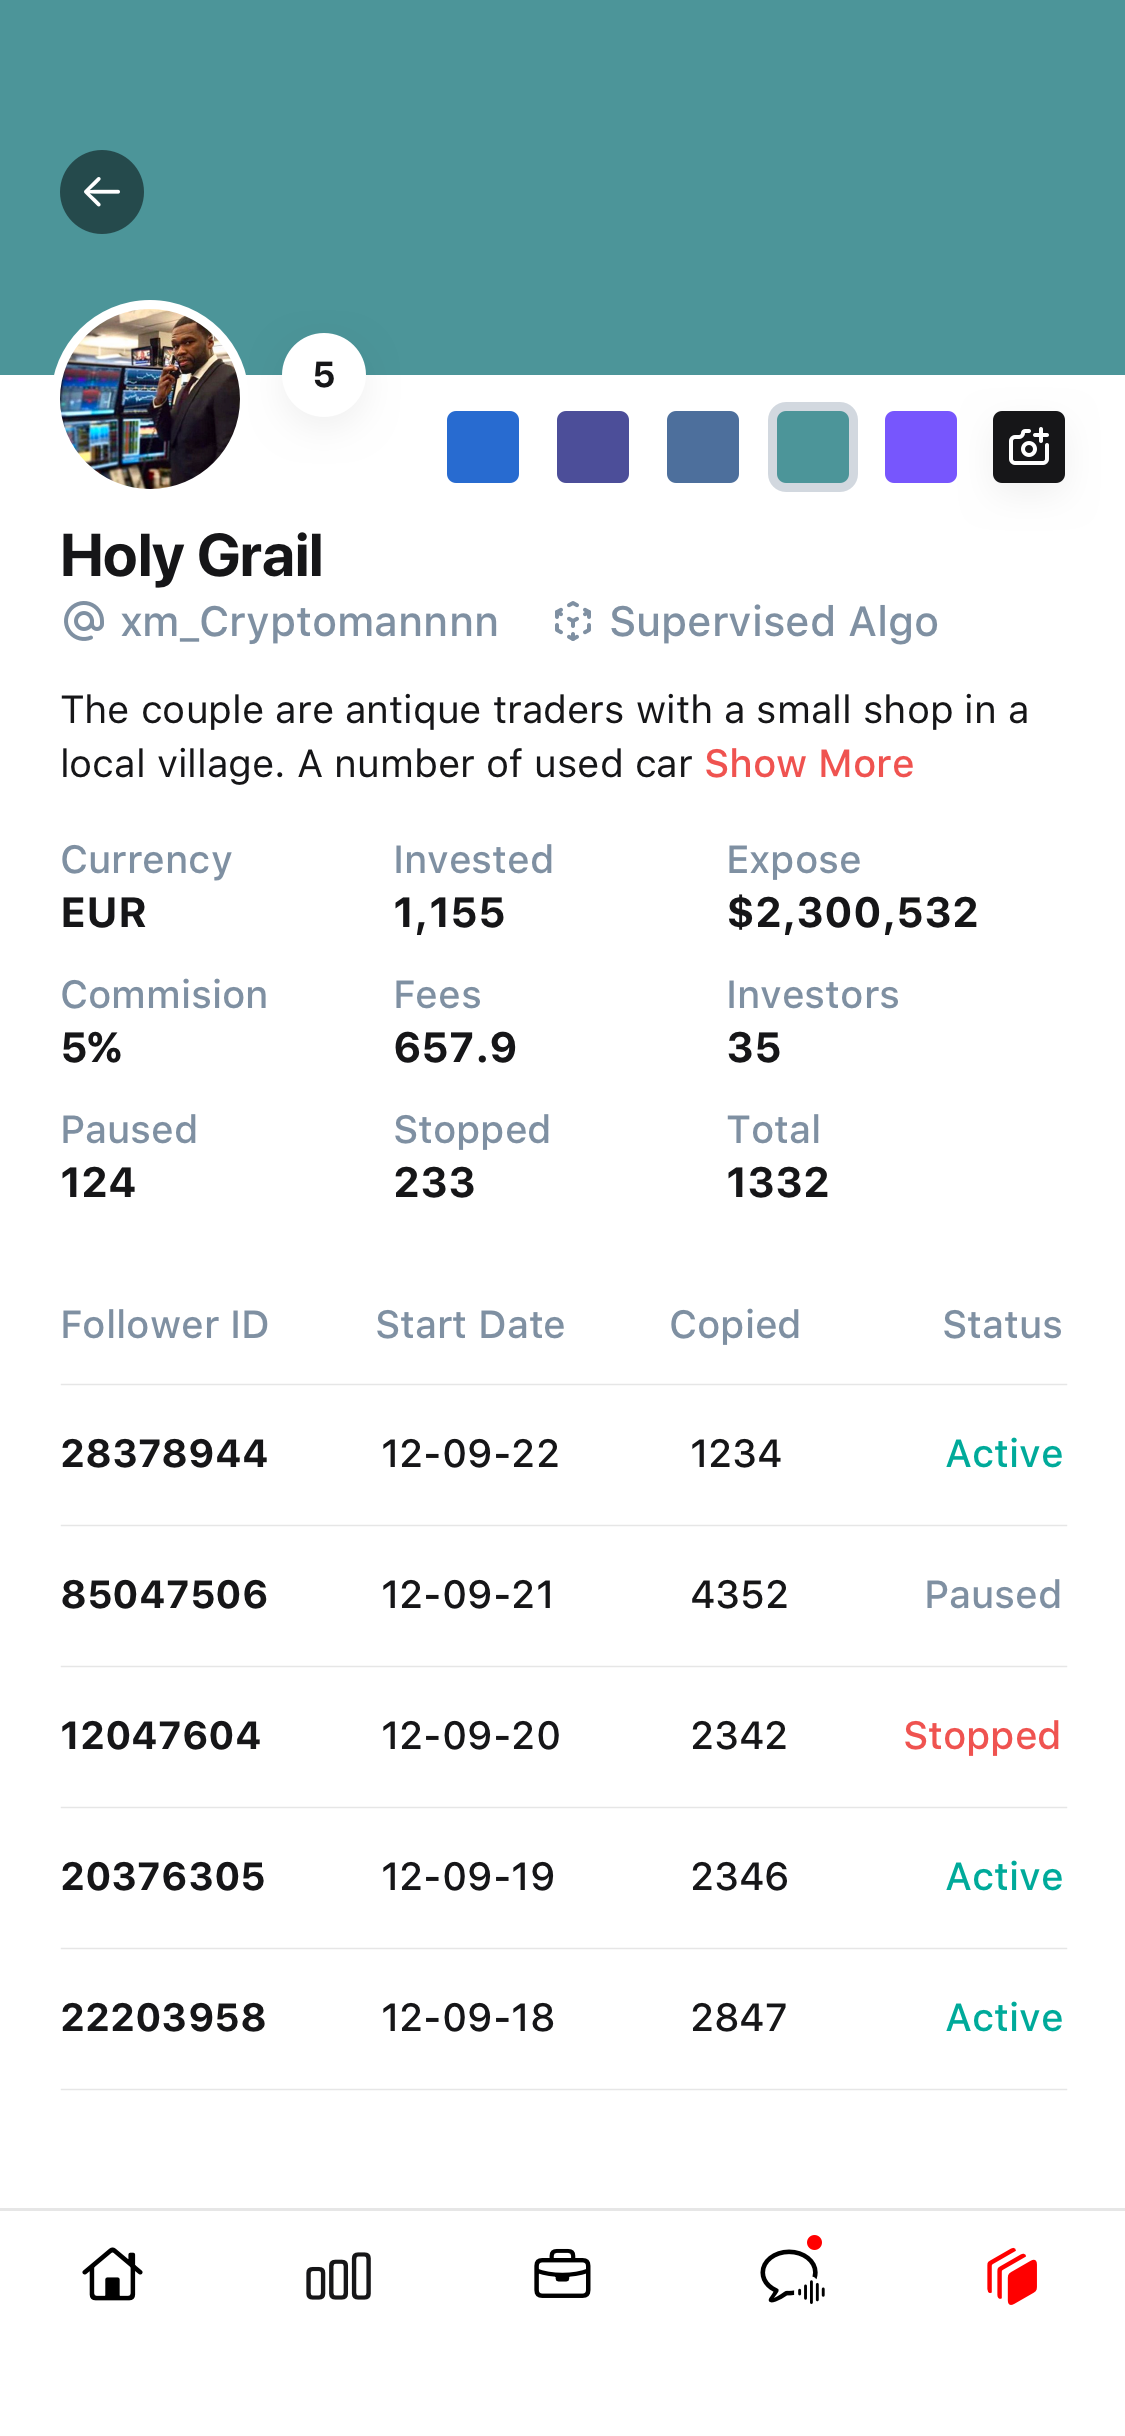 5
Holy Grail
@ xm_Cryptomannnn Supervised Algo
The couple are antique traders with a small shop in a
local village. A number of used car Show More
Currency Invested Expose
EUR 1,155 $2,300,532
Commision Fees Investors
5% 657.9 35
Paused Stopped Total
124 233 1332
Follower ID Start Date Copied Status
28378944 12-09-22 1234 Active
85047506 12-09-21 4352 Paused
12047604 12-09-20 2342 Stopped
20376305 12-09-19 2346 Active
22203958 12-09-18 2847 Active